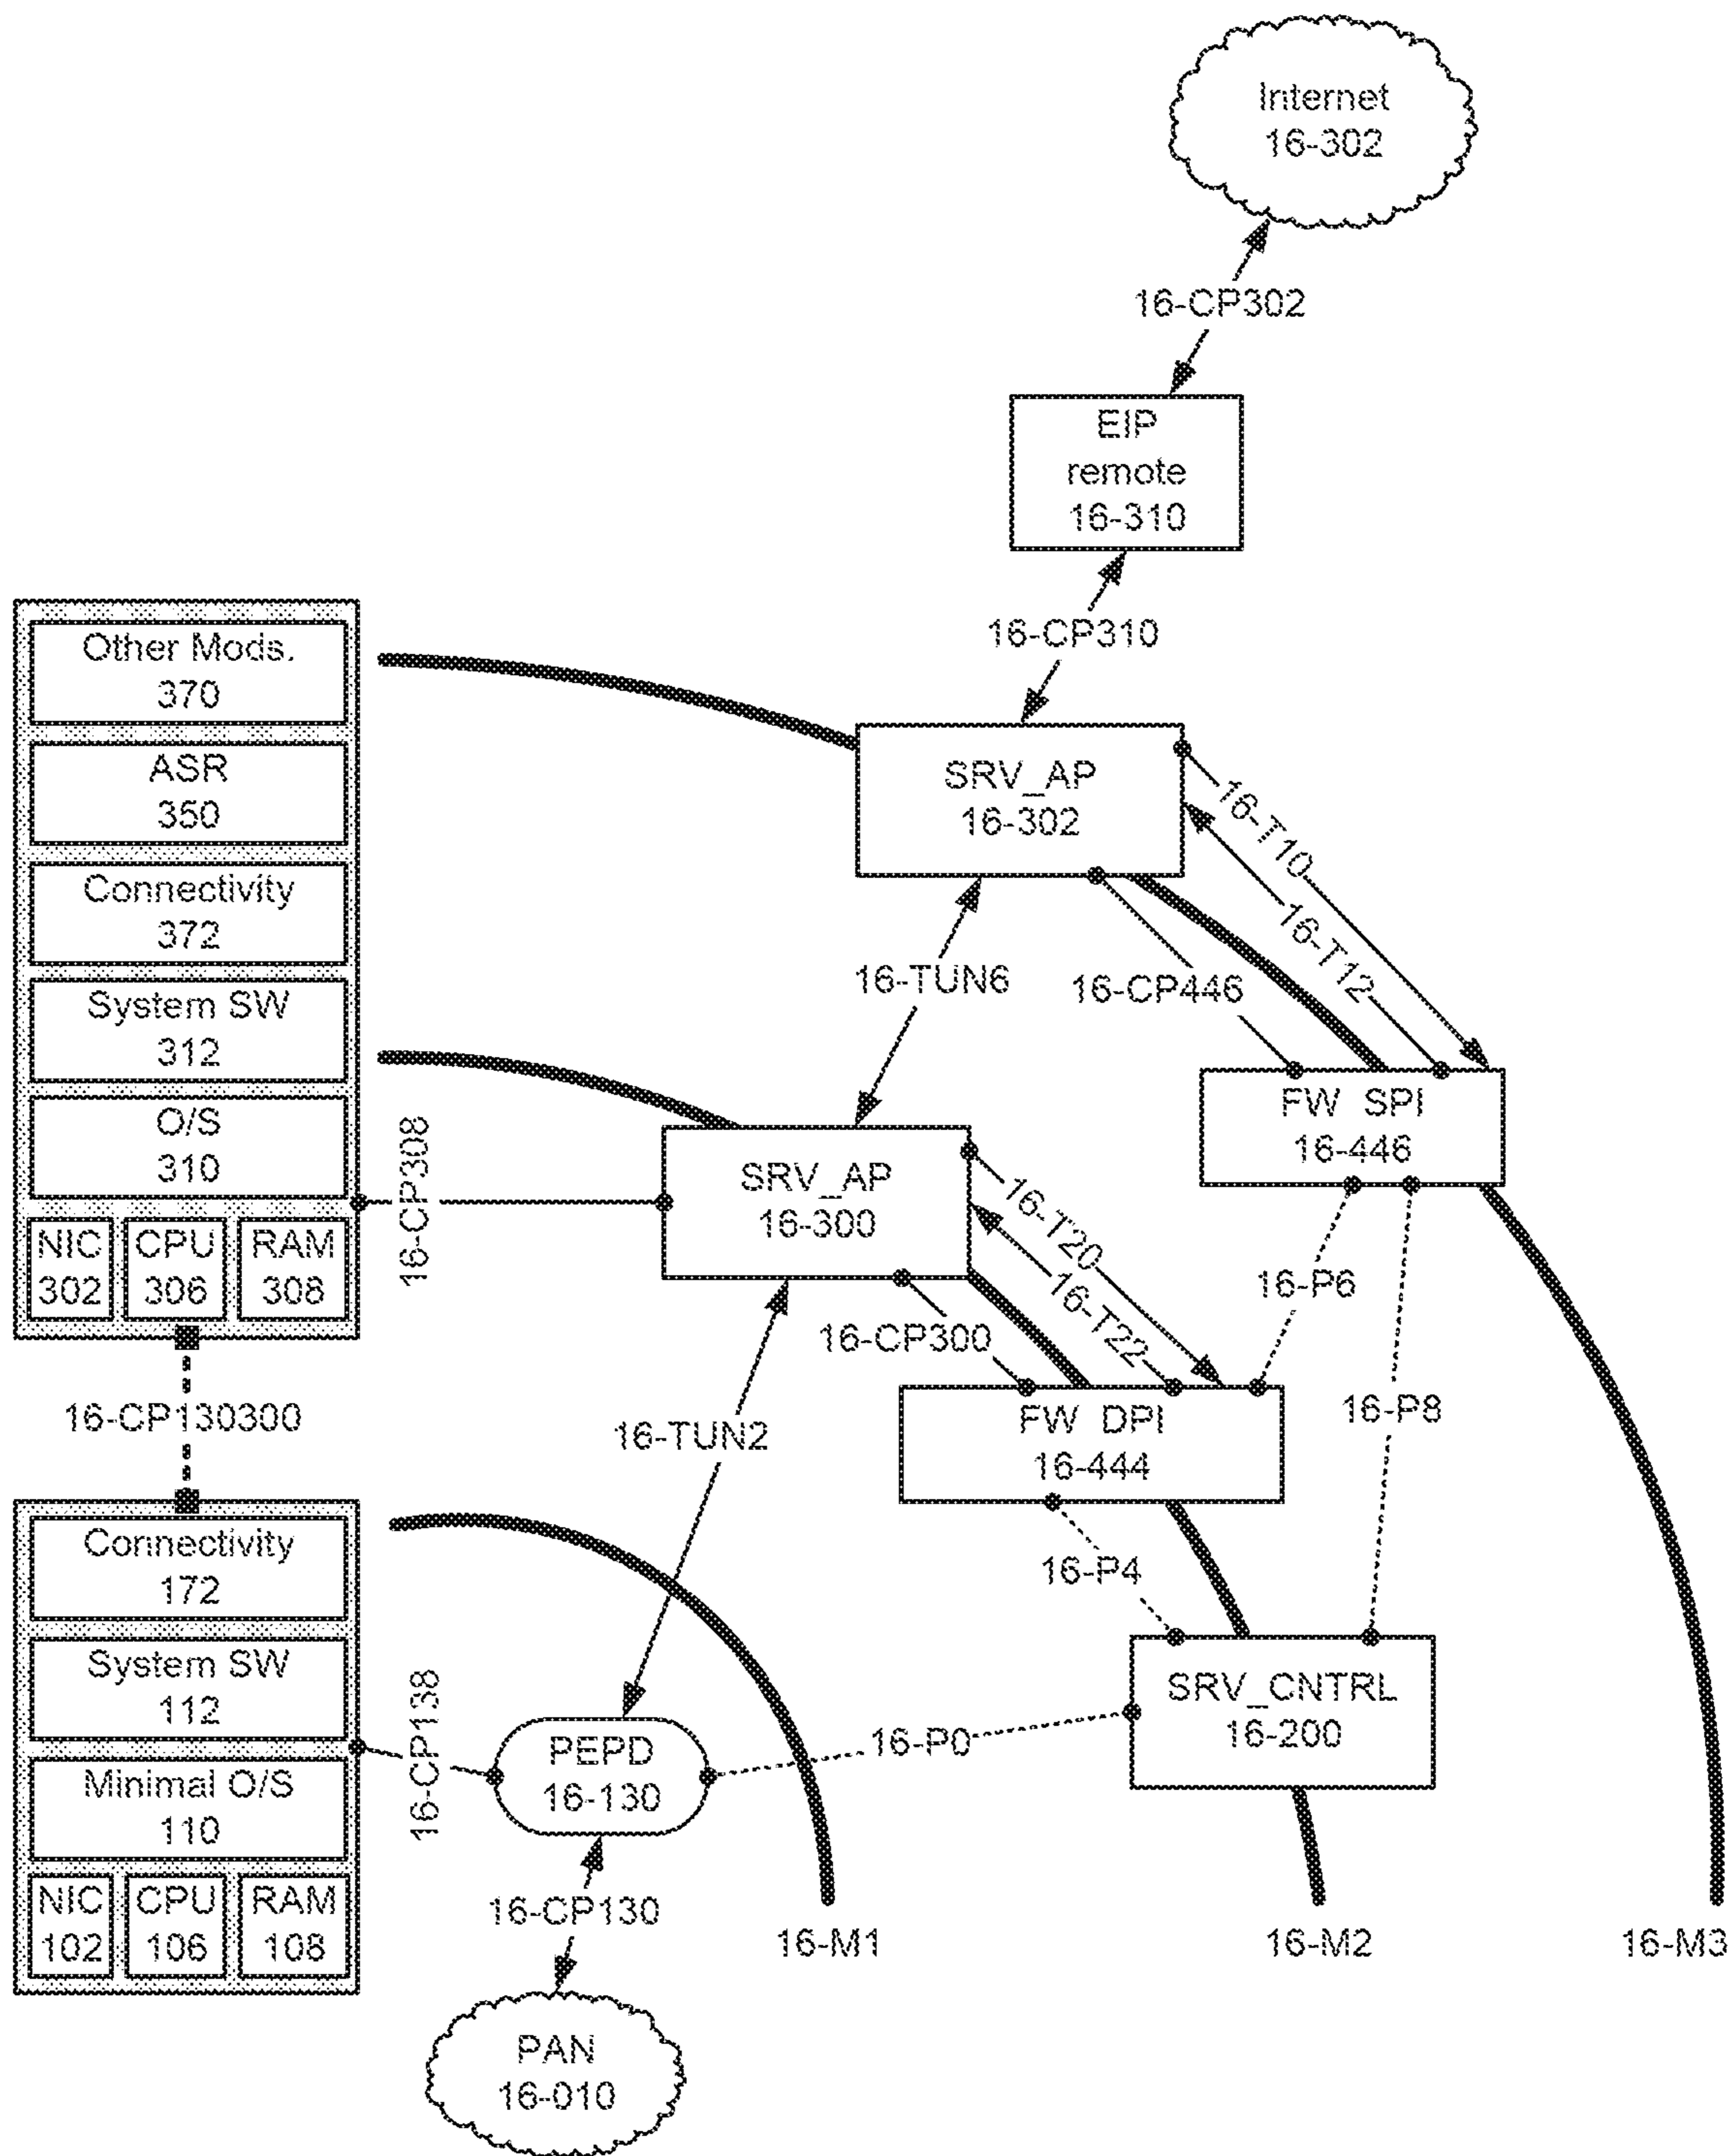 Internet
16-302
16-CP302
EIP
remote
16-310
16-CP310
Other Mods.
370
ASR
350
Connectivity
372
System SW
312
O/S
310
NIC
302
CPU
306
RAM
308
16-CP308
SRV_AP
16-302
16-T10
16-T12
16-TUN6
16-CP446
FW SPI
16-446
SRV_AP
16-300
16-T20
16-T22
16-CP300
16-P6
16-P8
16-CP130300
16-TUN2
FW DPI
16-444
16-P4
Connectivity
172
System SW
112
Minimal O/S
110
NIC
102
CPU
106
RAM
108
16-CP138
PEPD
16-130
16-P0
SRV_CNTRL
16-200
16-CP130
16-M1
16-M2
16-M3
PAN
16-010